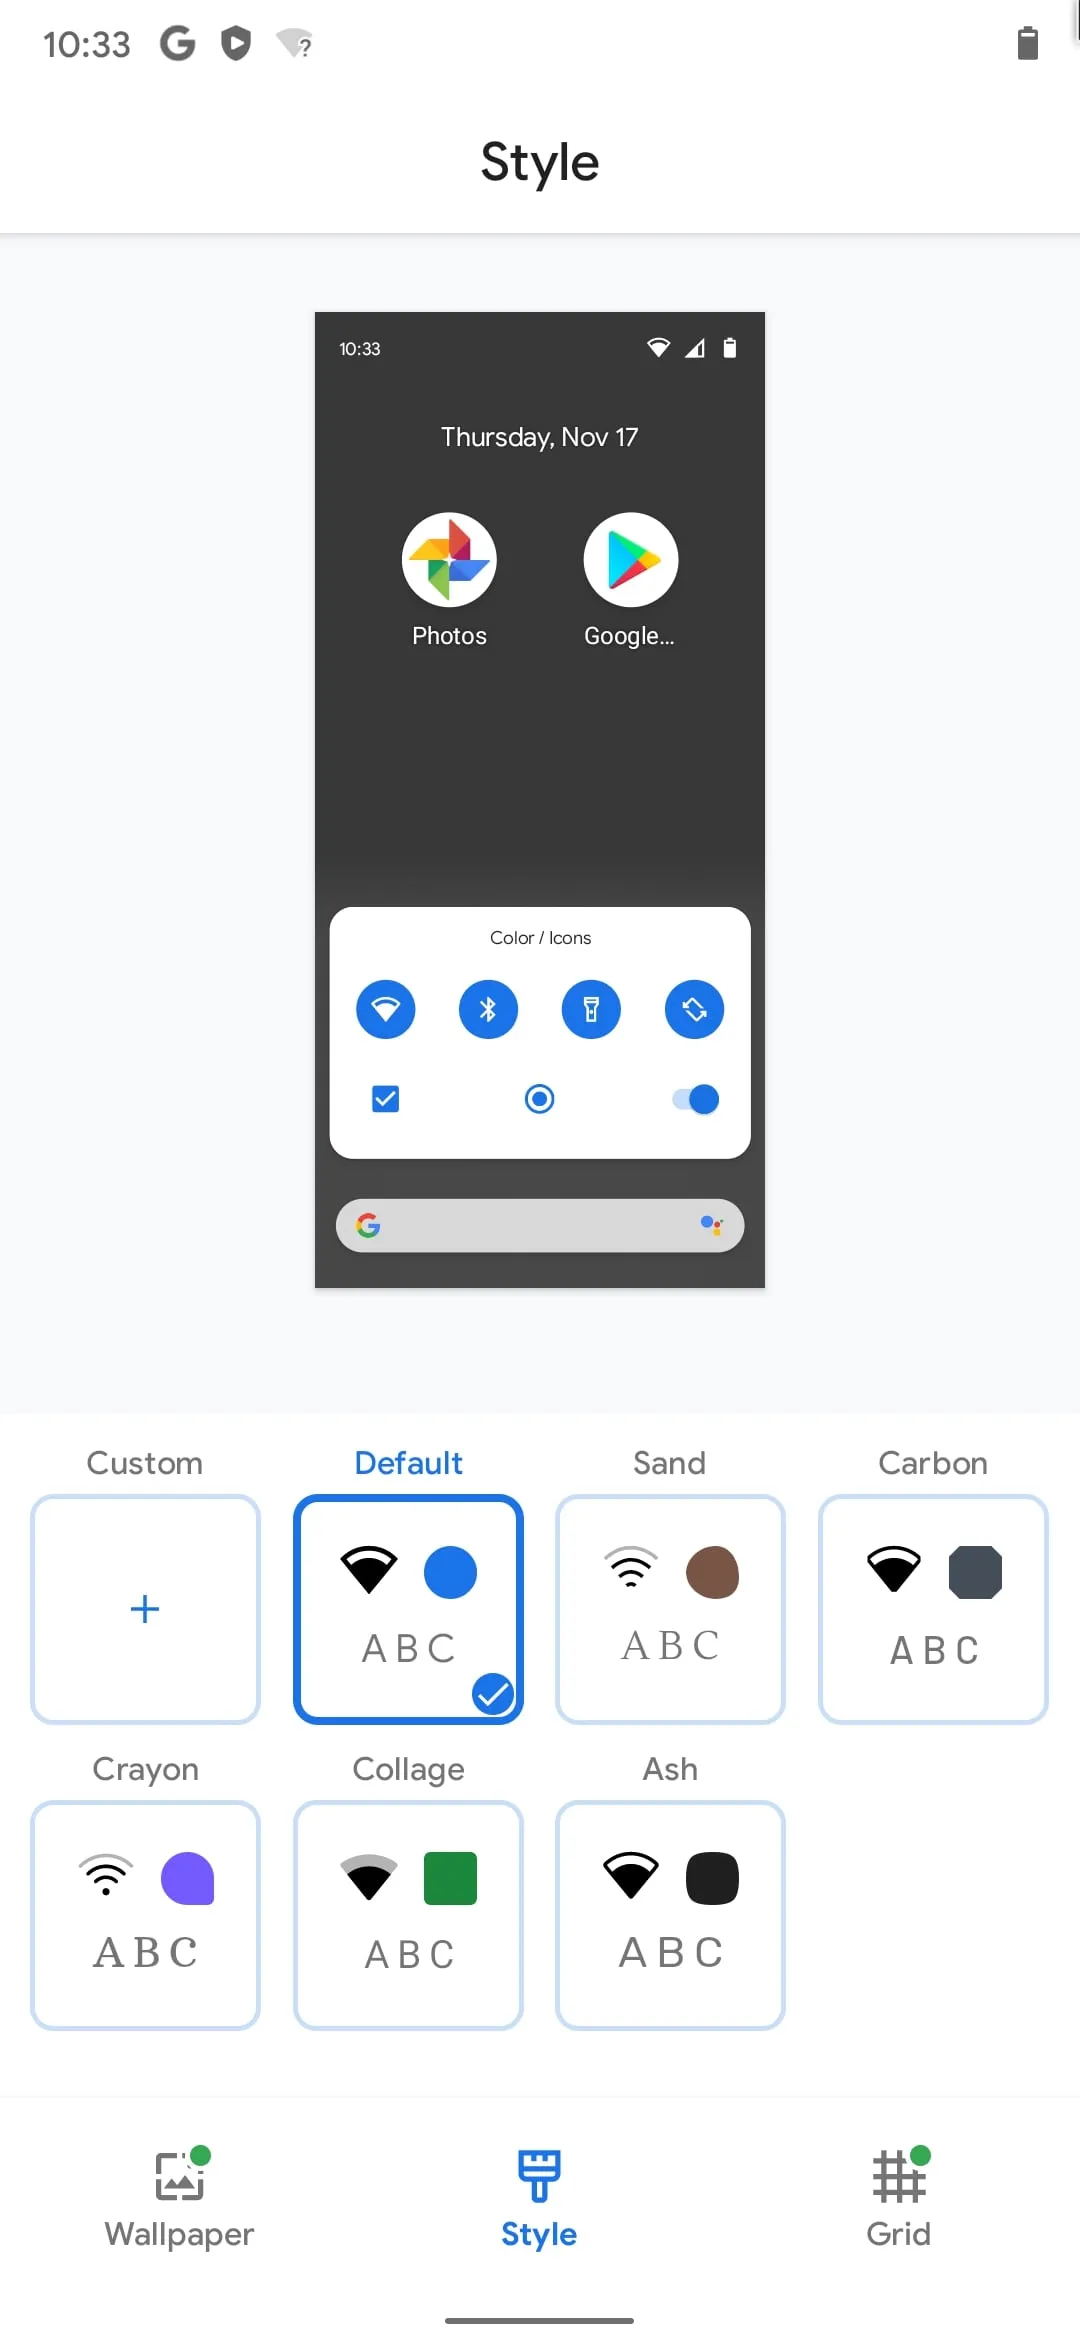 10:33
Style
10:33
Thursday, Nov 17
Photos Google...
Color / Icons
Custom Default Sand Carbon
ABC ABC ABC
Crayon Collage Ash
ABC ABC ABC
Wallpaper Style Grid